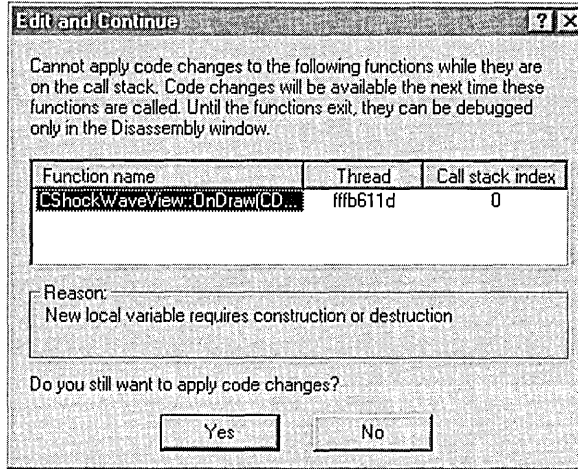 Edit and Continue
Cannot apply code changes to the following functions while they are
on the call stack. Code changes will be available the next time these
functions are called. Until the functions exit, they can be debugged
only in the Disassembly window.
Function name Thread Call stack index
CShockWaveView::OnDraw(CD... fffb611d 0
Reason:
New local variable requires construction or destruction
Do you still want to apply code changes?
Yes No